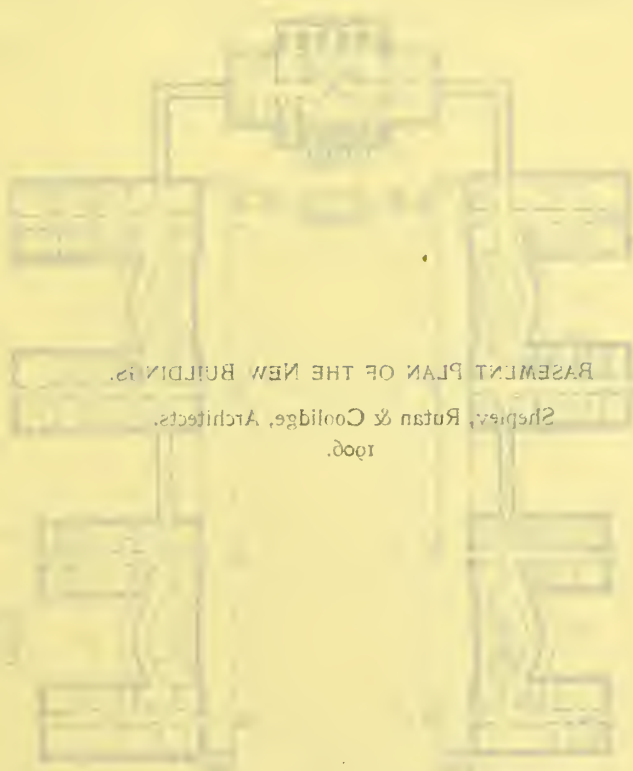 BASEMENT PLAN OF THE NEW BUILDINGS.
Shepley, Rutan & Coolidge, Architects.
1906.